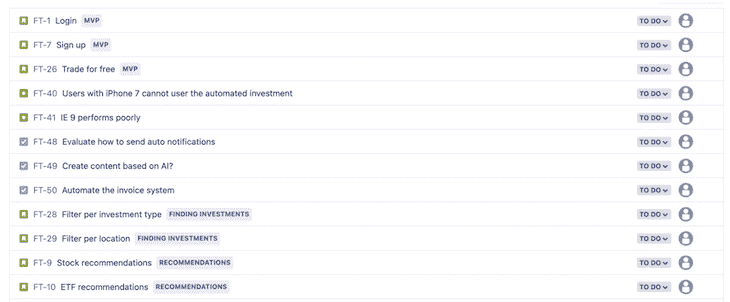 FT-1 Login MVP TO DO
FT-7 Sign up MVP TO DO
FT-26 Trade for free MVP TO DO
FT-40 Users with iPhone 7 cannot user the automated investment TO DO
FT-41 IE 9 performs poorly TO DO
FT-48 Evaluate how to send auto notifications TO DO
FT-49 Create content based on AI? TO DO
FT-50 Automate the invoice system TO DO
FT-28 Filter per investment type FINDING INVESTMENTS TO DO
FT-29 Filter per location FINDING INVESTMENTS TO DO
FT-9 Stock recommendations RECOMMENDATIONS TO DO
FT-10 ETF recommendations RECOMMENDATIONS TO DO